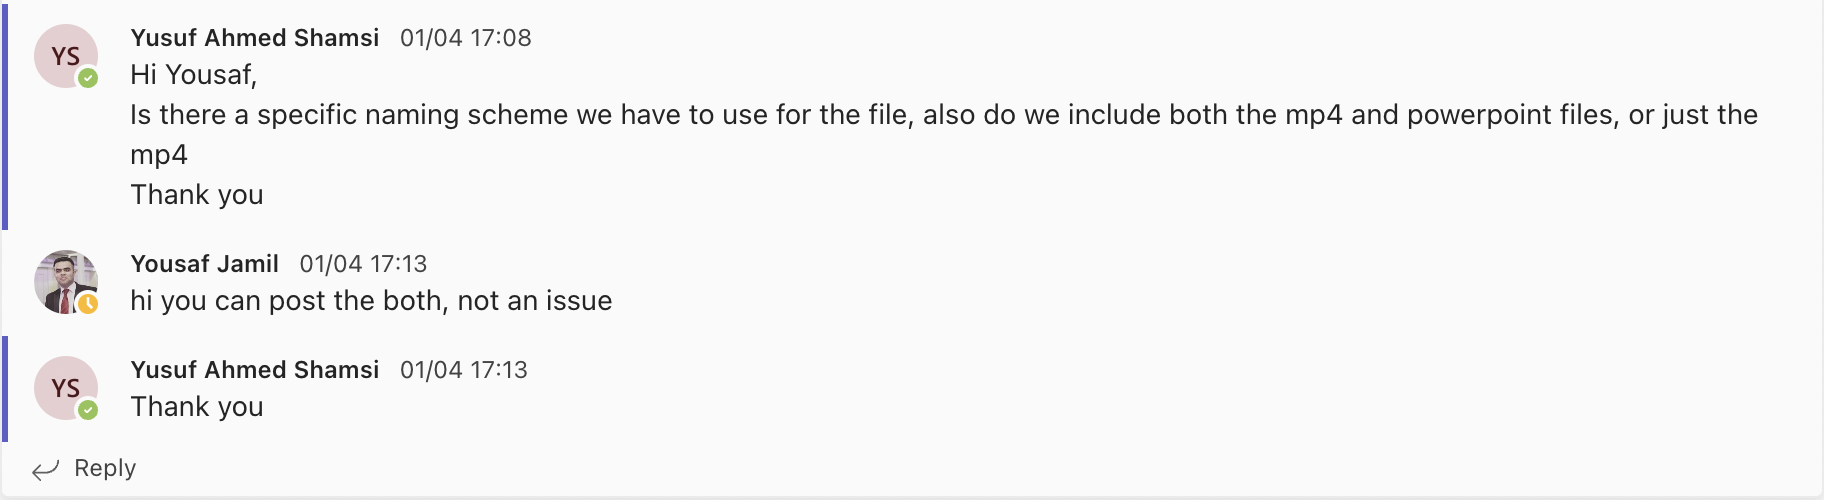 YS
Yusuf Ahmed Shamsi 01/04 17:08
Hi Yousaf,
Is there a specific naming scheme we have to use for the file, also do we include both the mp4 and powerpoint files, or just the
mp4
Thank you
Yousaf Jamil 01/04 17:13
hi you can post the both, not an issue
YS
Yusuf Ahmed Shamsi 01/04 17:13
Thank you
Reply